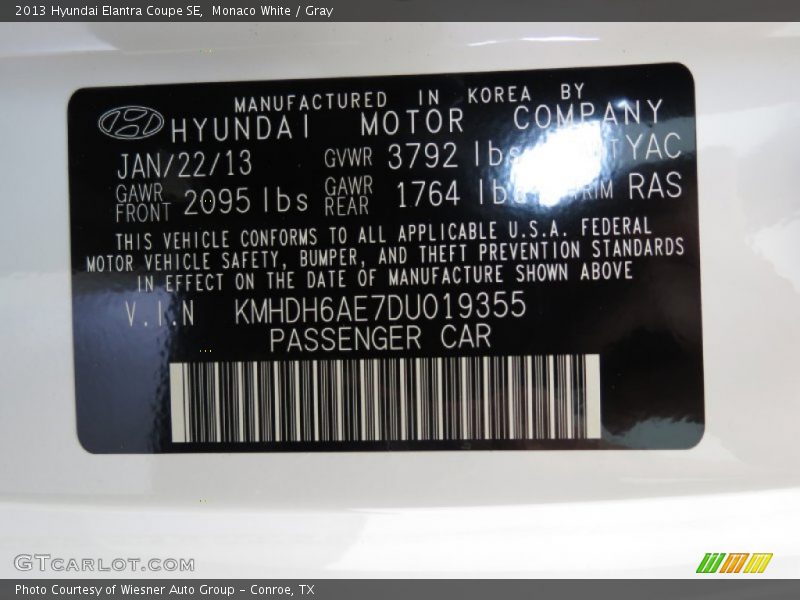 2013 Hyundai Elantra Coupe SE,  Monaco White / Gray
MANUFACTURED IN KOREA BY
HYUNDAI MOTOR COMPANY
JAN/22/13 GVWR 3792 lbs YAC
GAWR FRONT 2095 lbs GAWR REAR 1764 lbs RAS
THIS VEHICLE CONFORMS TO ALL APPLICABLE U.S.A. FEDERAL
MOTOR VEHICLE SAFETY, BUMPER, AND THEFT PREVENTION STANDARDS
IN EFFECT ON THE DATE OF MANUFACTURE SHOWN ABOVE
V.I.N KMHDH6AE7DU019355
PASSENGER CAR
GTCARLOT.COM
Photo Courtesy of Wiesner Auto Group – Conroe, TX